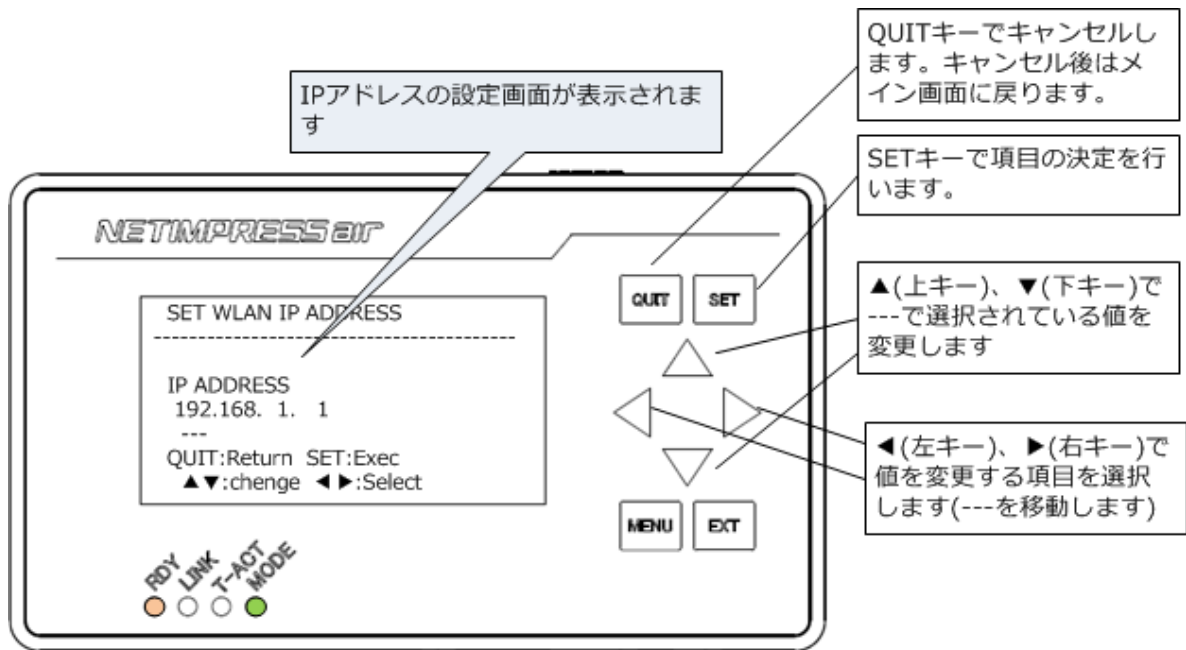 QUITキーでキャンセルし
ます。キャンセル後はメ
イン画面に戻ります。
IPアドレスの設定画面が表示されま
す
SETキーで項目の決定を行
います。
NETIMPRESS air
QUIT
SET
▲(上キー)、▼(下キー)で
---で選択されている値を
変更します
SET WLAN IP ADDRESS
----------------------------------------
IP ADDRESS
192.168. 1. 1
---
QUIT:Return SET:Exec
▲▼:chenge ◀▶:Select
◀(左キー)、▶(右キー)で
値を変更する項目を選択
します(---を移動します)
MENU
EXT
RDY
LINK
T-ACT
MODE